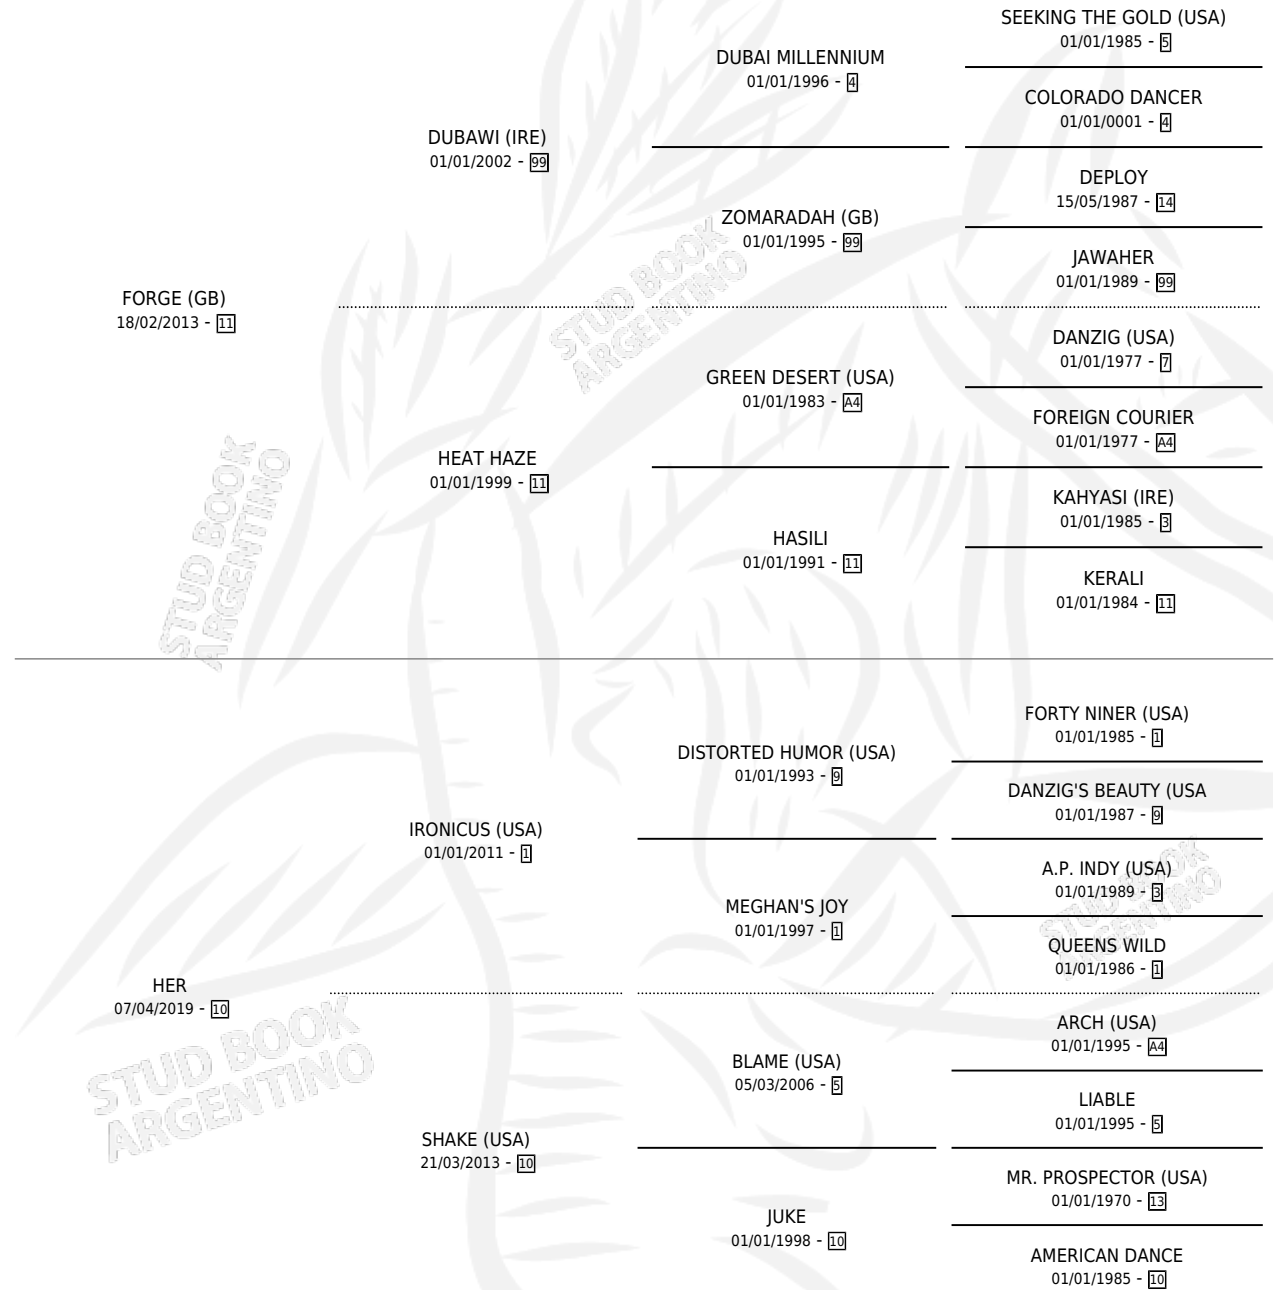 SEEKING THE GOLD (USA)
01/01/1985 - 5
DUBAI MILLENNIUM
01/01/1996 - 4
COLORADO DANCER
01/01/0001 - 4
DUBAWI (IRE)
01/01/2002 - 99
DEPLOY
15/05/1987 - 14
ZOMARADAH (GB)
01/01/1995 - 99
JAWAHER
01/01/1989 - 99
FORGE (GB)
18/02/2013 - 11
DANZIG (USA)
01/01/1977 - 7
GREEN DESERT (USA)
01/01/1983 - A4
FOREIGN COURIER
01/01/1977 - A4
HEAT HAZE
01/01/1999 - 11
KAHYASI (IRE)
01/01/1985 - 3
HASILI
01/01/1991 - 11
KERALI
01/01/1984 - 11
FORTY NINER (USA)
01/01/1985 - 1
DISTORTED HUMOR (USA)
01/01/1993 - 9
DANZIG'S BEAUTY (USA
01/01/1987 - 9
IRONICUS (USA)
01/01/2011 - 1
A.P. INDY (USA)
01/01/1989 - 3
MEGHAN'S JOY
01/01/1997 - 1
QUEENS WILD
01/01/1986 - 1
HER
07/04/2019 - 10
ARCH (USA)
01/01/1995 - A4
BLAME (USA)
05/03/2006 - 5
LIABLE
01/01/1995 - 5
SHAKE (USA)
21/03/2013 - 10
MR. PROSPECTOR (USA)
01/01/1970 - 13
JUKE
01/01/1998 - 10
AMERICAN DANCE
01/01/1985 - 10
STUD BOOK
ARGENTINO
STUD BOOK
ARGENTINO
STUD BOOK
ARGENTINO
STUD BOOK
ARGENTINO